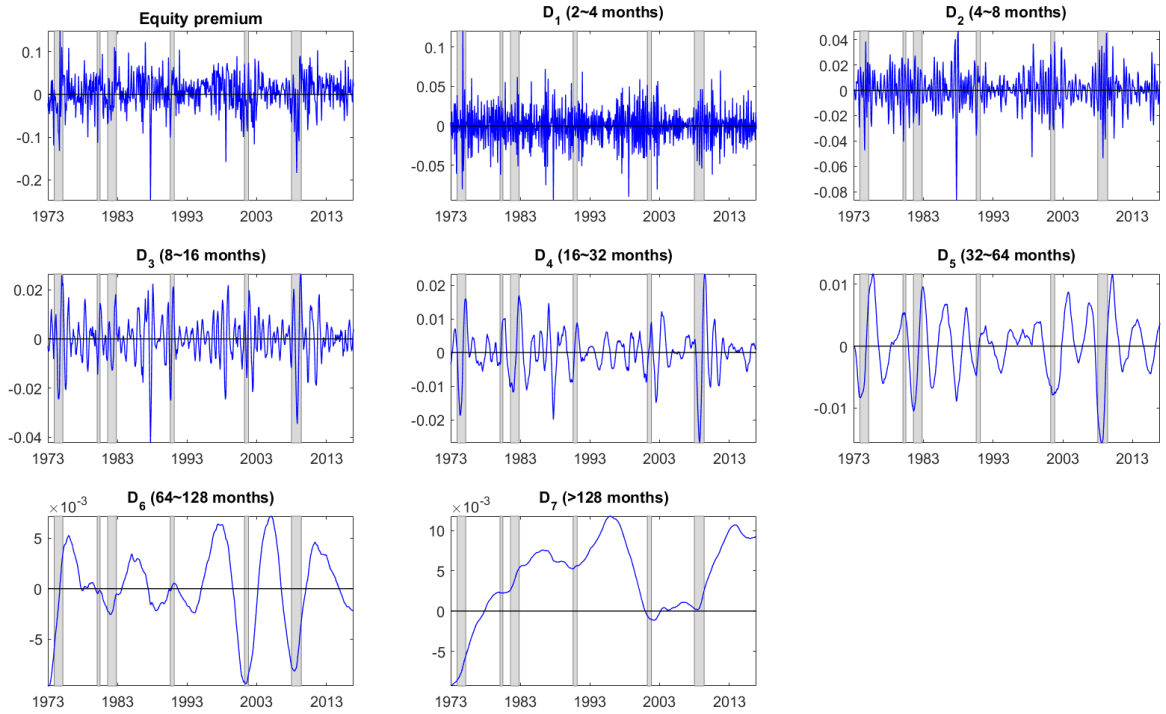 Equity premium
0.1
0
-0.1
-0.2
1973 1983 1993 2003 2013
D1 (2~4 months)
0.1
0.05
0
-0.05
1973 1983 1993 2003 2013
D2 (4~8 months)
0.04
0.02
0
-0.02
-0.04
-0.06
-0.08
1973 1983 1993 2003 2013
D3 (8~16 months)
0.02
0
-0.02
-0.04
1973 1983 1993 2003 2013
D4 (16~32 months)
0.02
0.01
0
-0.01
-0.02
1973 1983 1993 2003 2013
D5 (32~64 months)
0.01
0
-0.01
1973 1983 1993 2003 2013
D6 (64~128 months)
×10-3
5
0
-5
1973 1983 1993 2003 2013
D7 (>128 months)
×10-3
10
5
0
-5
1973 1983 1993 2003 2013